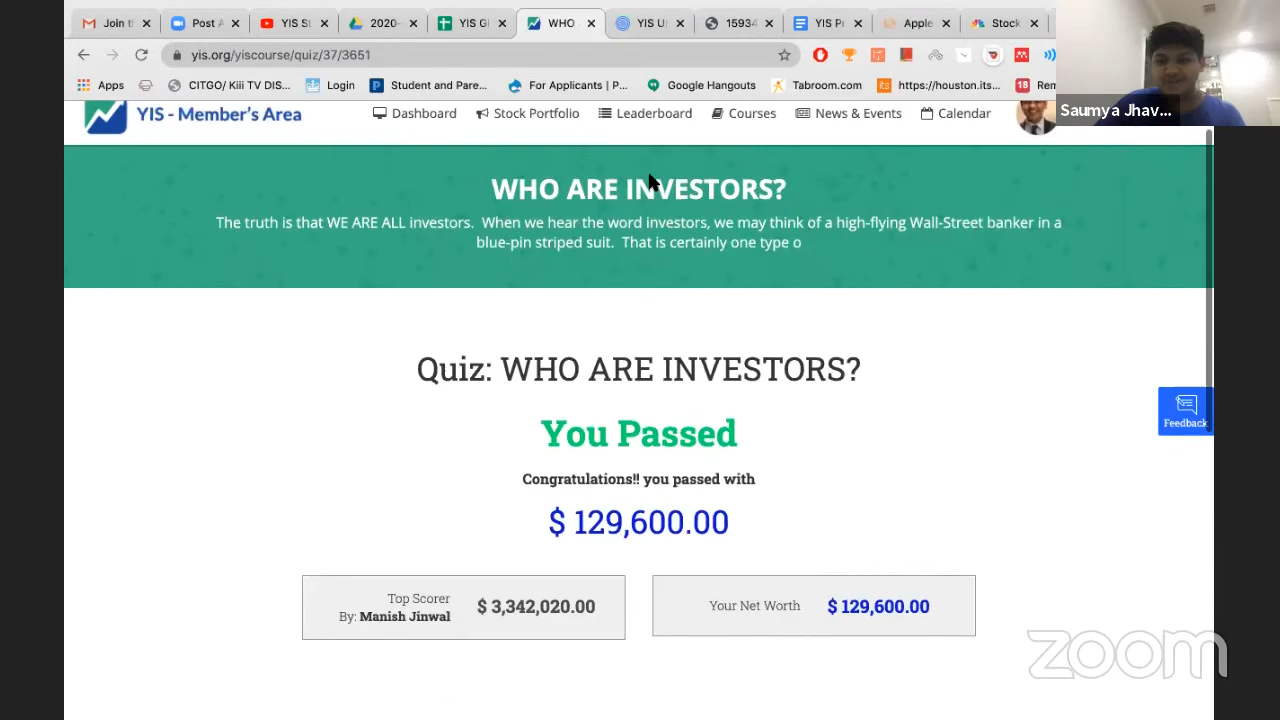 Join tl
Post A
YIS St
2020-
YIS Gl
WHO
YIS U
15934
YIS Pr
Apple
Stock
yis.org/yiscourse/quiz/37/3651
Apps
CITGO/ Kiii TV DIS...
Login
Student and Pare...
For Applicants | P...
Google Hangouts
Tabroom.com
https://houston.its...
18 Rem
Saumya Jhav...
YIS - Member's Area
Dashboard
Stock Portfolio
Leaderboard
Courses
News & Events
Calendar
WHO ARE INVESTORS?
The truth is that WE ARE ALL investors. When we hear the word investors, we may think of a high-flying Wall-Street banker in a
blue-pin striped suit. That is certainly one type o
Quiz: WHO ARE INVESTORS?
Feedback
You Passed
Congratulations!! you passed with
$ 129,600.00
Top Scorer
By: Manish Jinwal
$ 3,342,020.00
Your Net Worth
$ 129,600.00
zoom